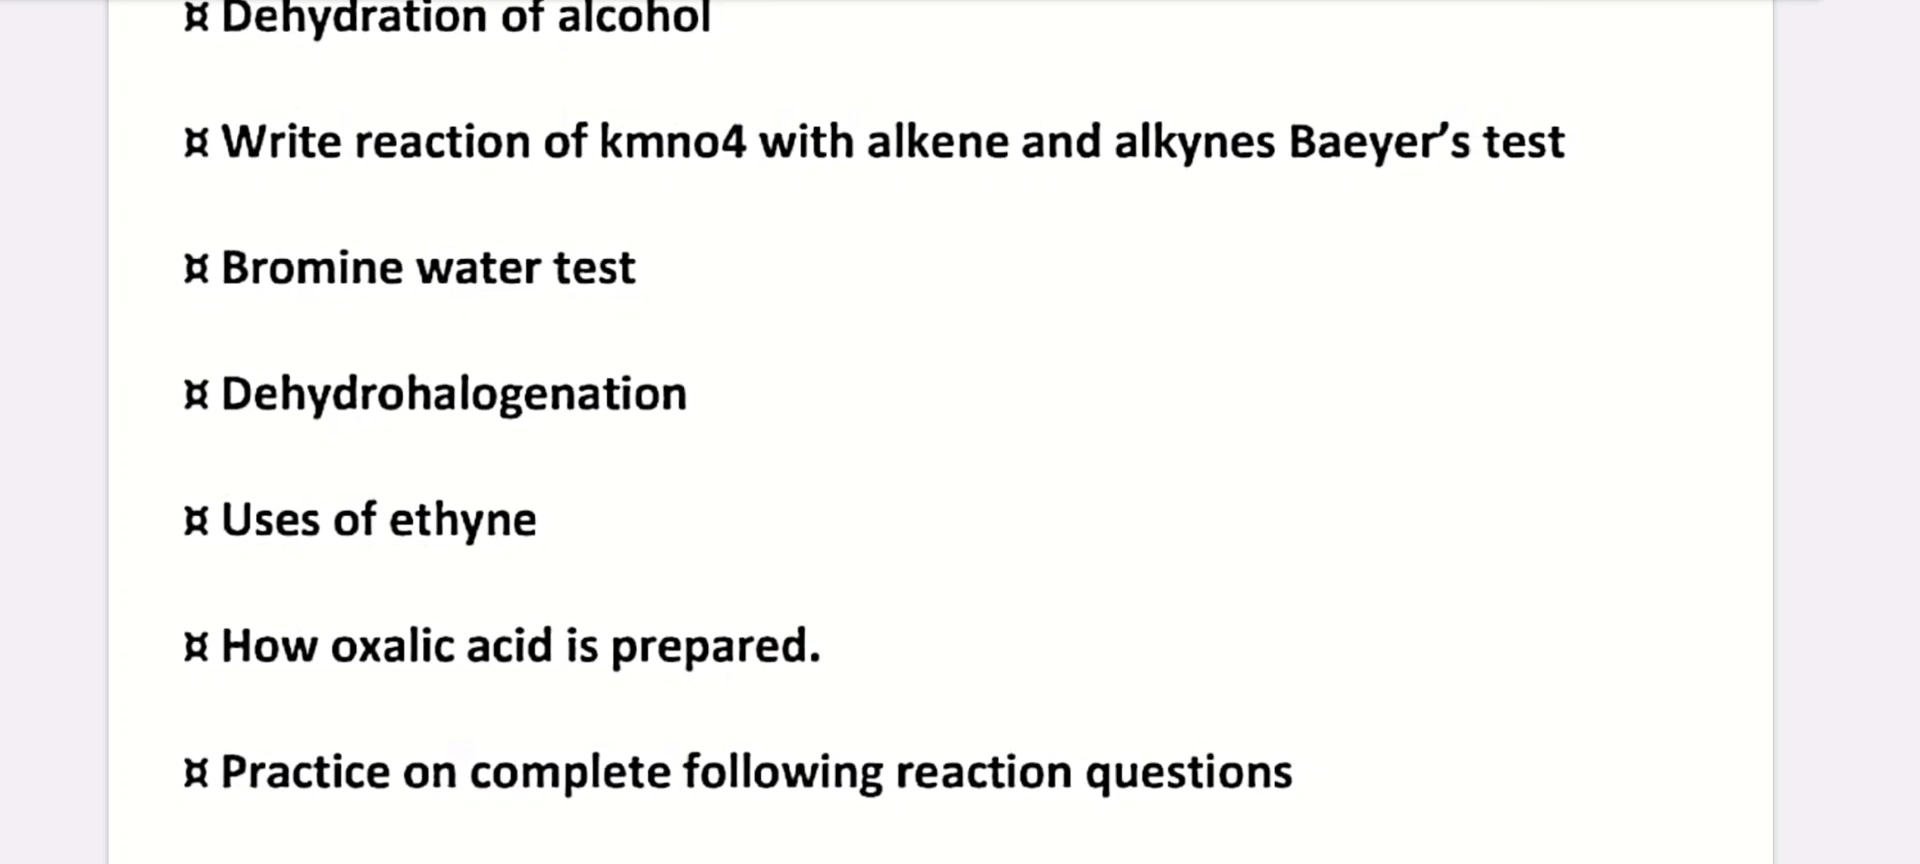 ¤ Dehydration of alcohol
¤ Write reaction of kmno4 with alkene and alkynes Baeyer’s test
¤ Bromine water test
¤ Dehydrohalogenation
¤ Uses of ethyne
¤ How oxalic acid is prepared.
¤ Practice on complete following reaction questions